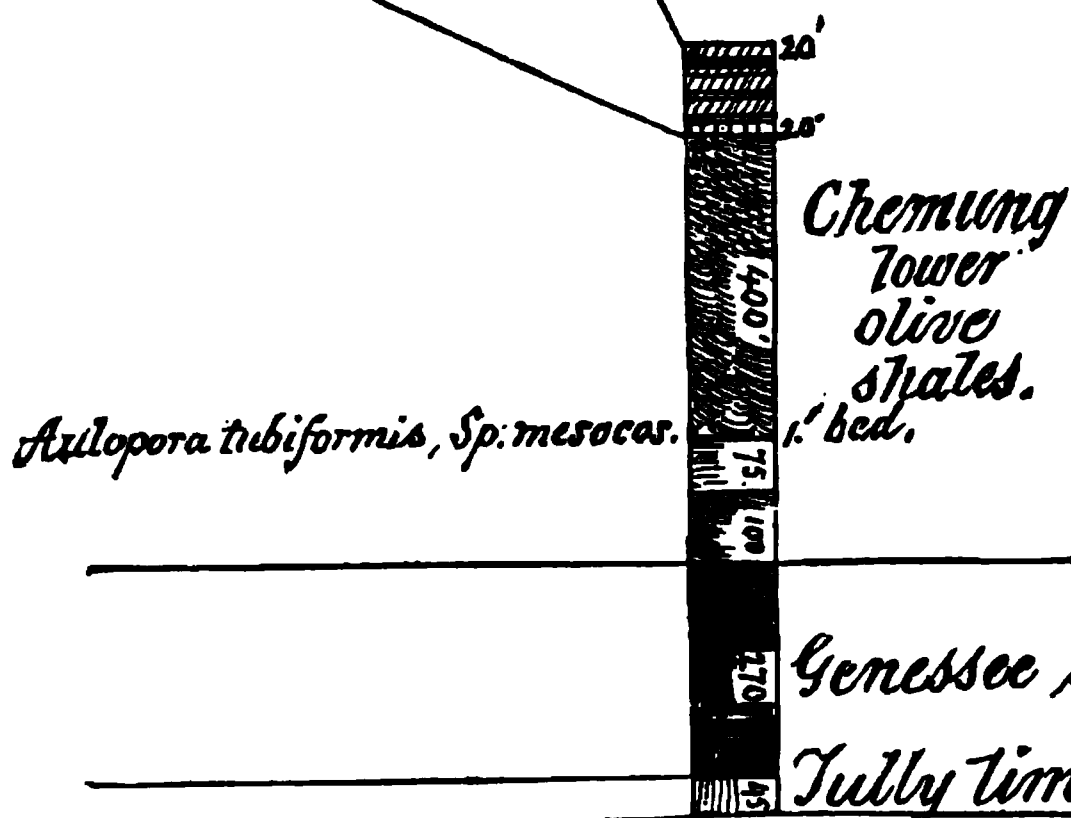 20'
20'
Chemung
lower
olive
shales.
400'
Aulopora tubiformis, Sp: mesocos.
1' bed.
75.
100
Genessee
270
Tully lim
45